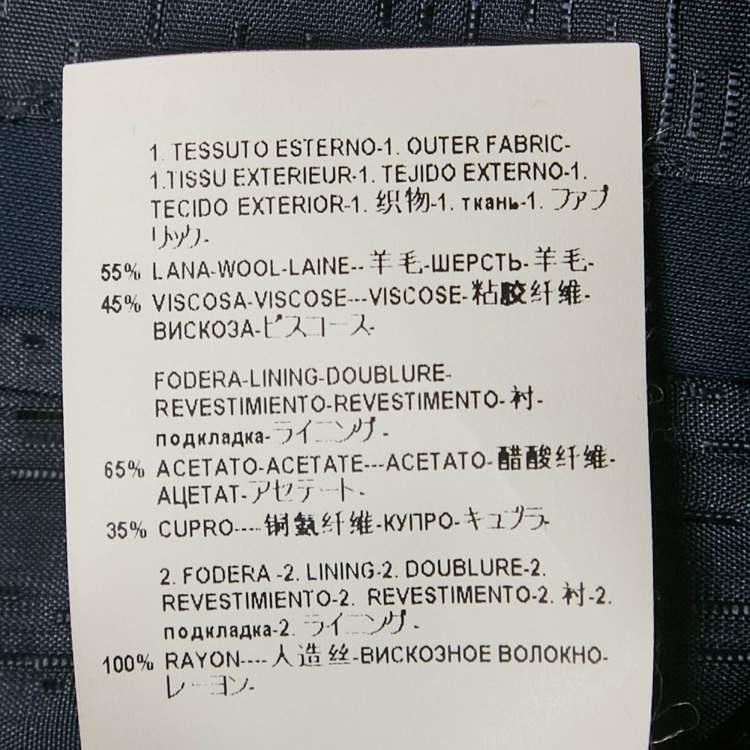 1. TESSUTO ESTERNO-1. OUTER FABRIC-
1.TISSU EXTERIEUR-1. TEJIDO EXTERNO-1.
TECIDO EXTERIOR-1. 织物-1. ткань-1. ファブ
リック-
55% LANA-WOOL-LAINE--羊毛-ШЕРСТЬ-羊毛-
45% VISCOSA-VISCOSE---VISCOSE-粘胶纤维-
ВИСКОЗА-ビスコース-
FODERA-LINING-DOUBLURE-
REVESTIMIENTO-REVESTIMENTO-衬-
подкладка-ライニング-
65% ACETATO-ACETATE---ACETATO-醋酸纤维-
АЦЕТАТ-アセテート-
35% CUPRO----铜氨纤维-КУПРО-キュプラ-
2. FODERA -2. LINING-2. DOUBLURE-2.
REVESTIMIENTO-2. REVESTIMENTO-2. 衬-2.
подкладка-2. ライニング-
100% RAYON----人造丝-ВИСКОЗНОЕ ВОЛОКНО-
レーヨン-